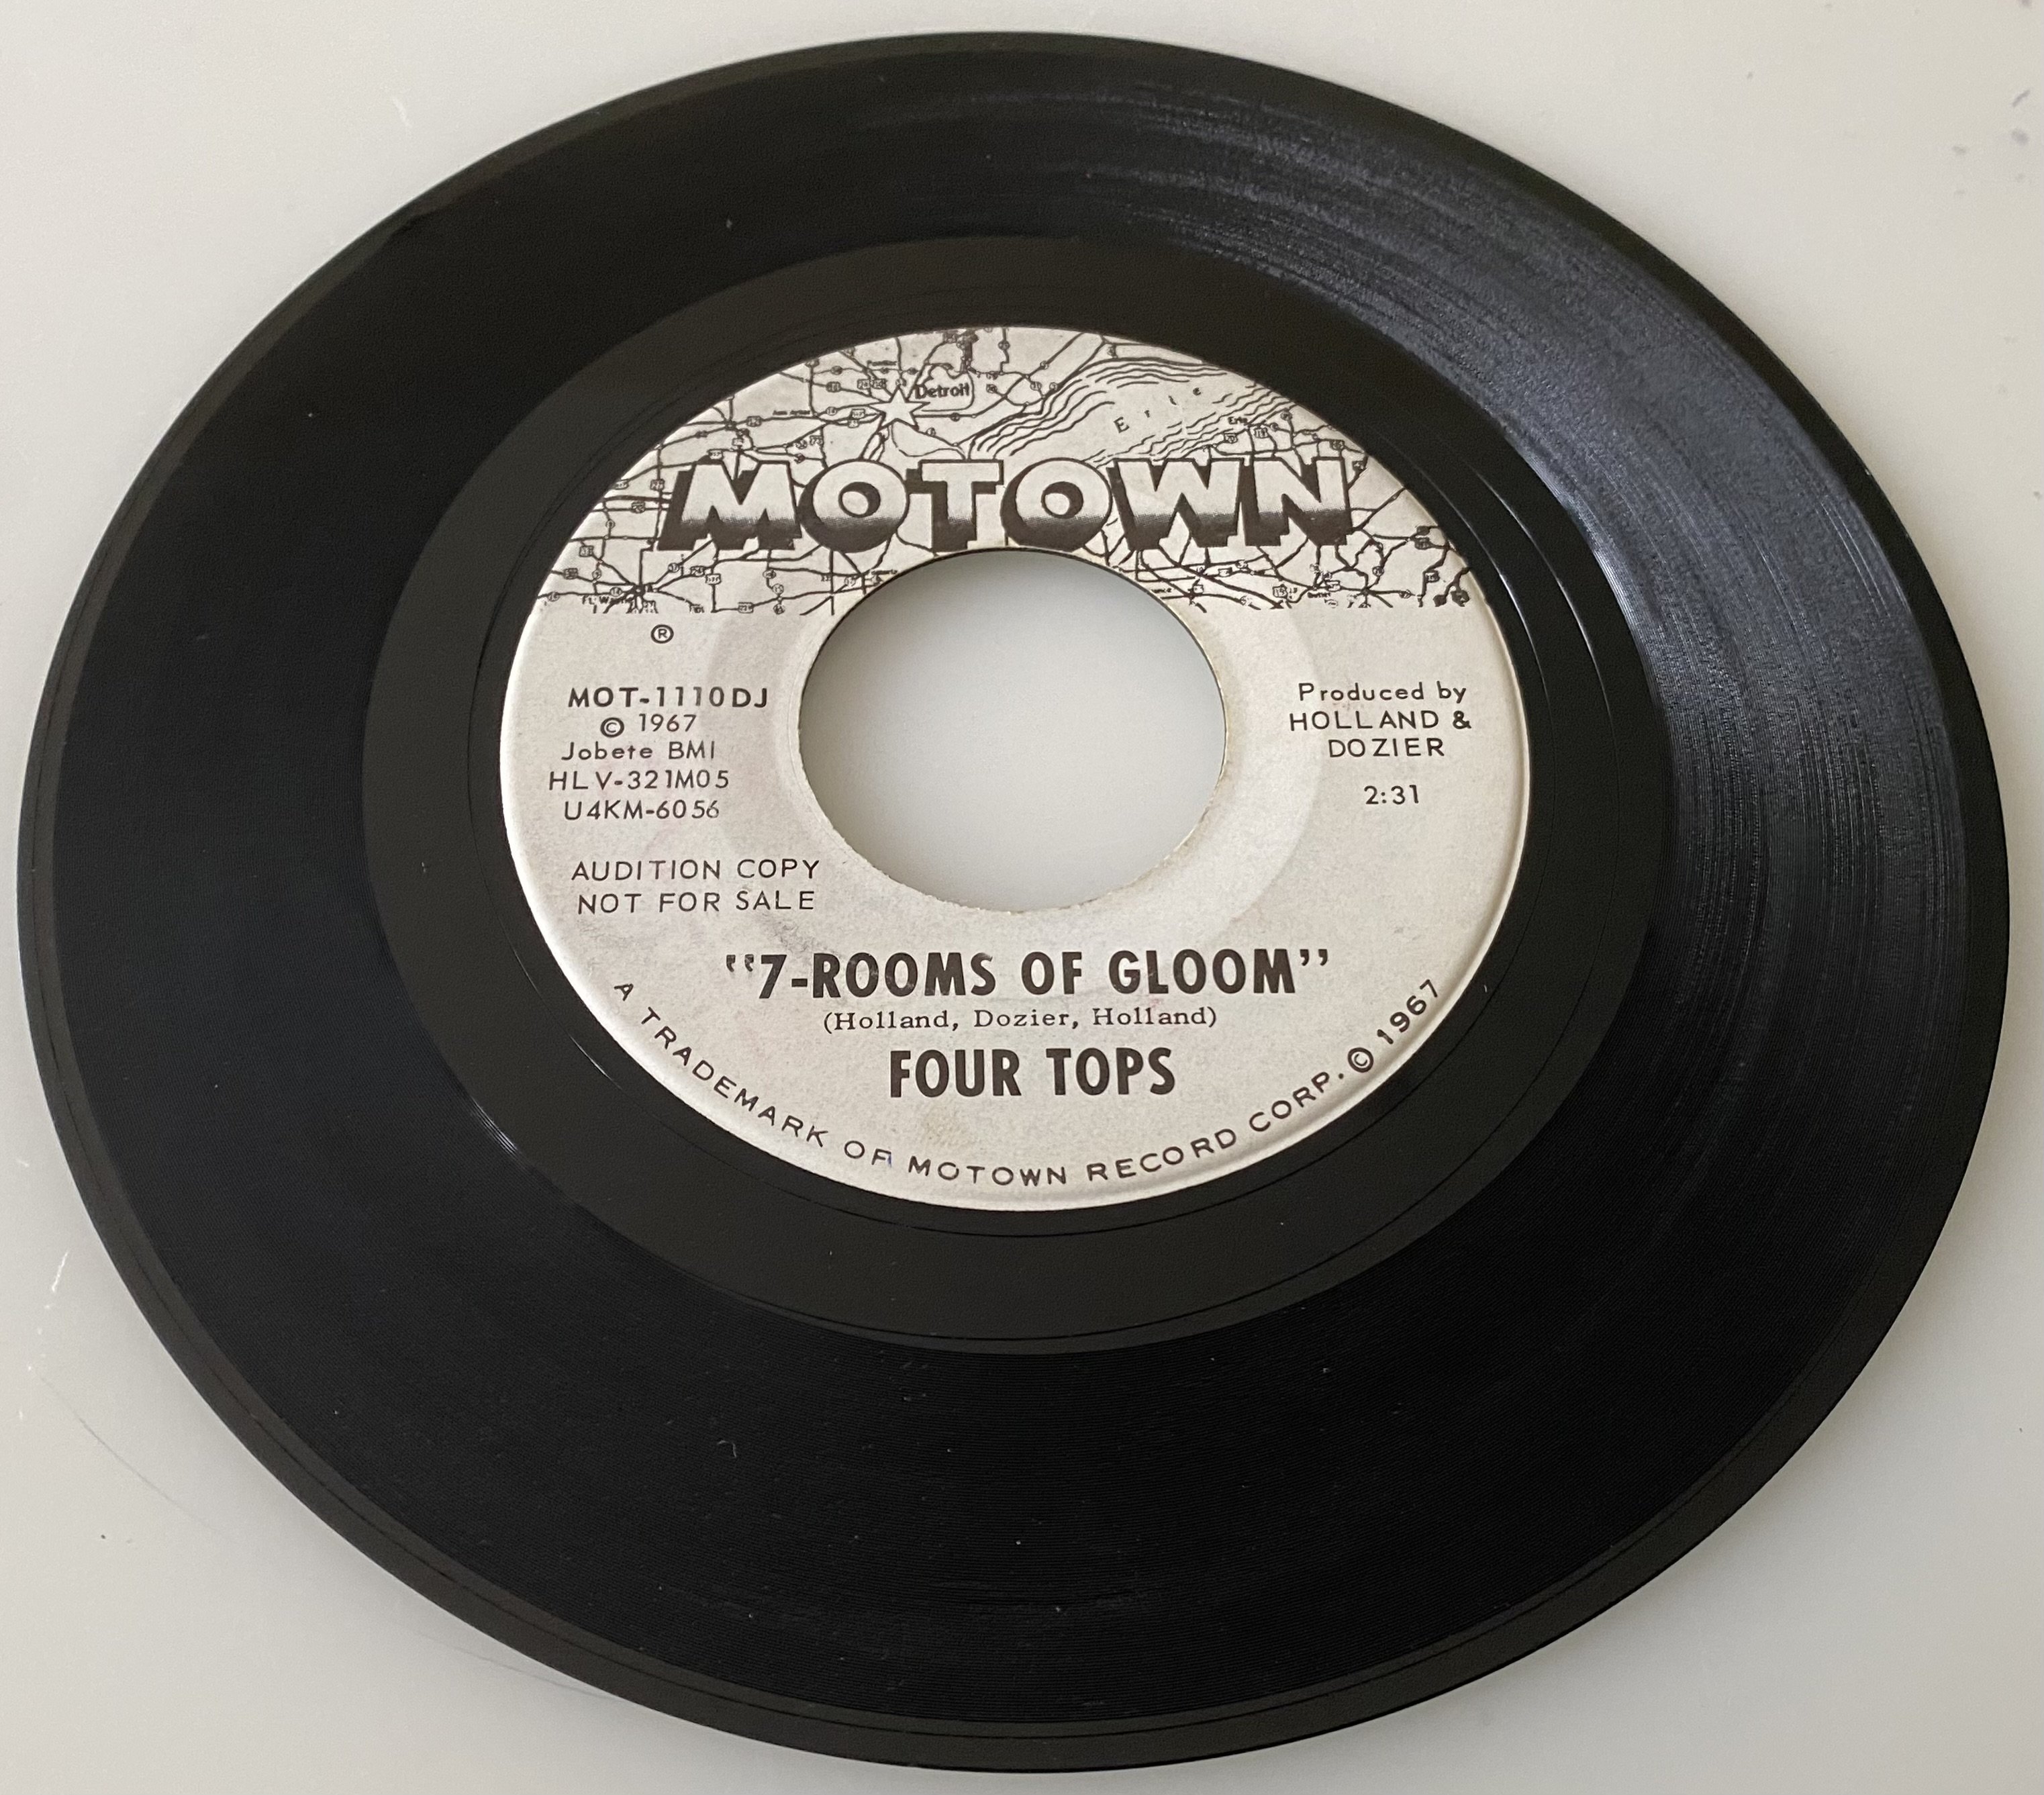 Detroit
Erie
MOTOWN
®
MOT-1110DJ
© 1967
Jobete BMI
HLV-321M05
U4KM-6056
AUDITION COPY
NOT FOR SALE
Produced by
HOLLAND &
DOZIER
2:31
"7-ROOMS OF GLOOM"
(Holland, Dozier, Holland)
FOUR TOPS
A TRADEMARK OF MOTOWN RECORD CORP. © 1967